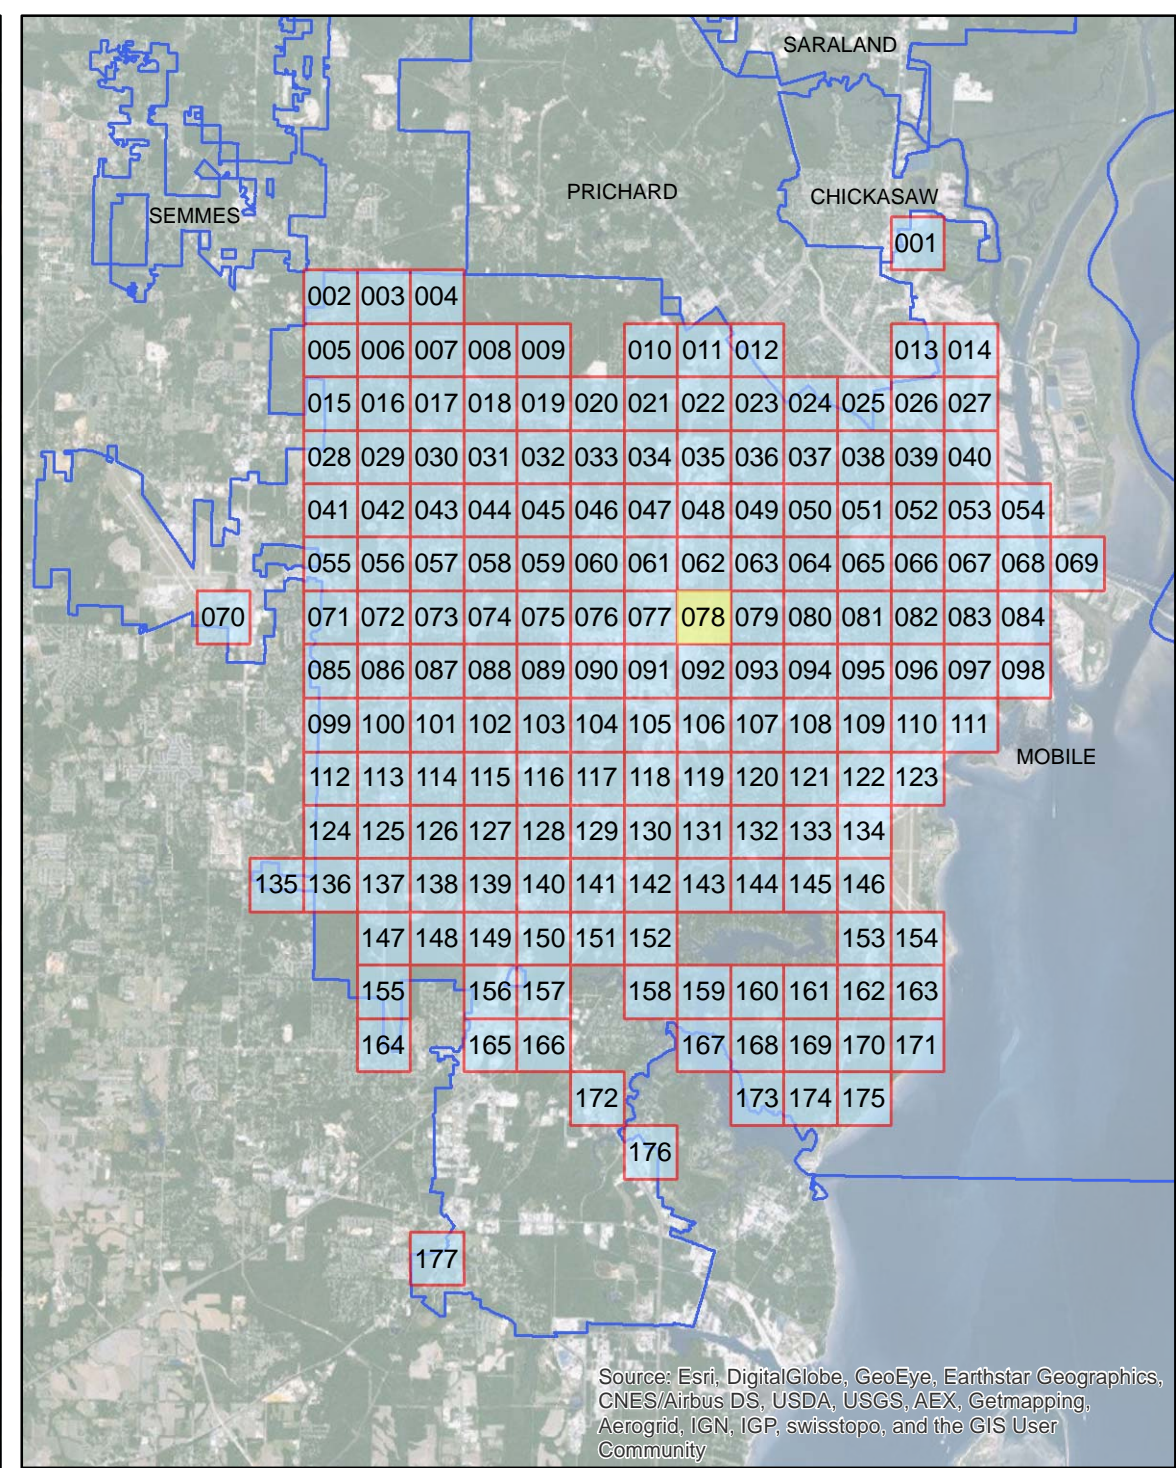 SARALAND
PRICHARD
CHICKASAW
SEMMES
001
002 003 004
005 006 007 008 009 010 011 012 013 014
015 016 017 018 019 020 021 022 023 024 025 026 027
028 029 030 031 032 033 034 035 036 037 038 039 040
041 042 043 044 045 046 047 048 049 050 051 052 053 054
055 056 057 058 059 060 061 062 063 064 065 066 067 068 069
070 071 072 073 074 075 076 077 078 079 080 081 082 083 084
085 086 087 088 089 090 091 092 093 094 095 096 097 098
099 100 101 102 103 104 105 106 107 108 109 110 111
MOBILE
112 113 114 115 116 117 118 119 120 121 122 123
124 125 126 127 128 129 130 131 132 133 134
135 136 137 138 139 140 141 142 143 144 145 146
147 148 149 150 151 152 153 154
155 156 157 158 159 160 161 162 163
164 165 166 167 168 169 170 171
172 173 174 175
176
177
Source: Esri, DigitalGlobe, GeoEye, Earthstar Geographics,
CNES/Airbus DS, USDA, USGS, AEX, Getmapping,
Aerogrid, IGN, IGP, swisstopo, and the GIS User
Community